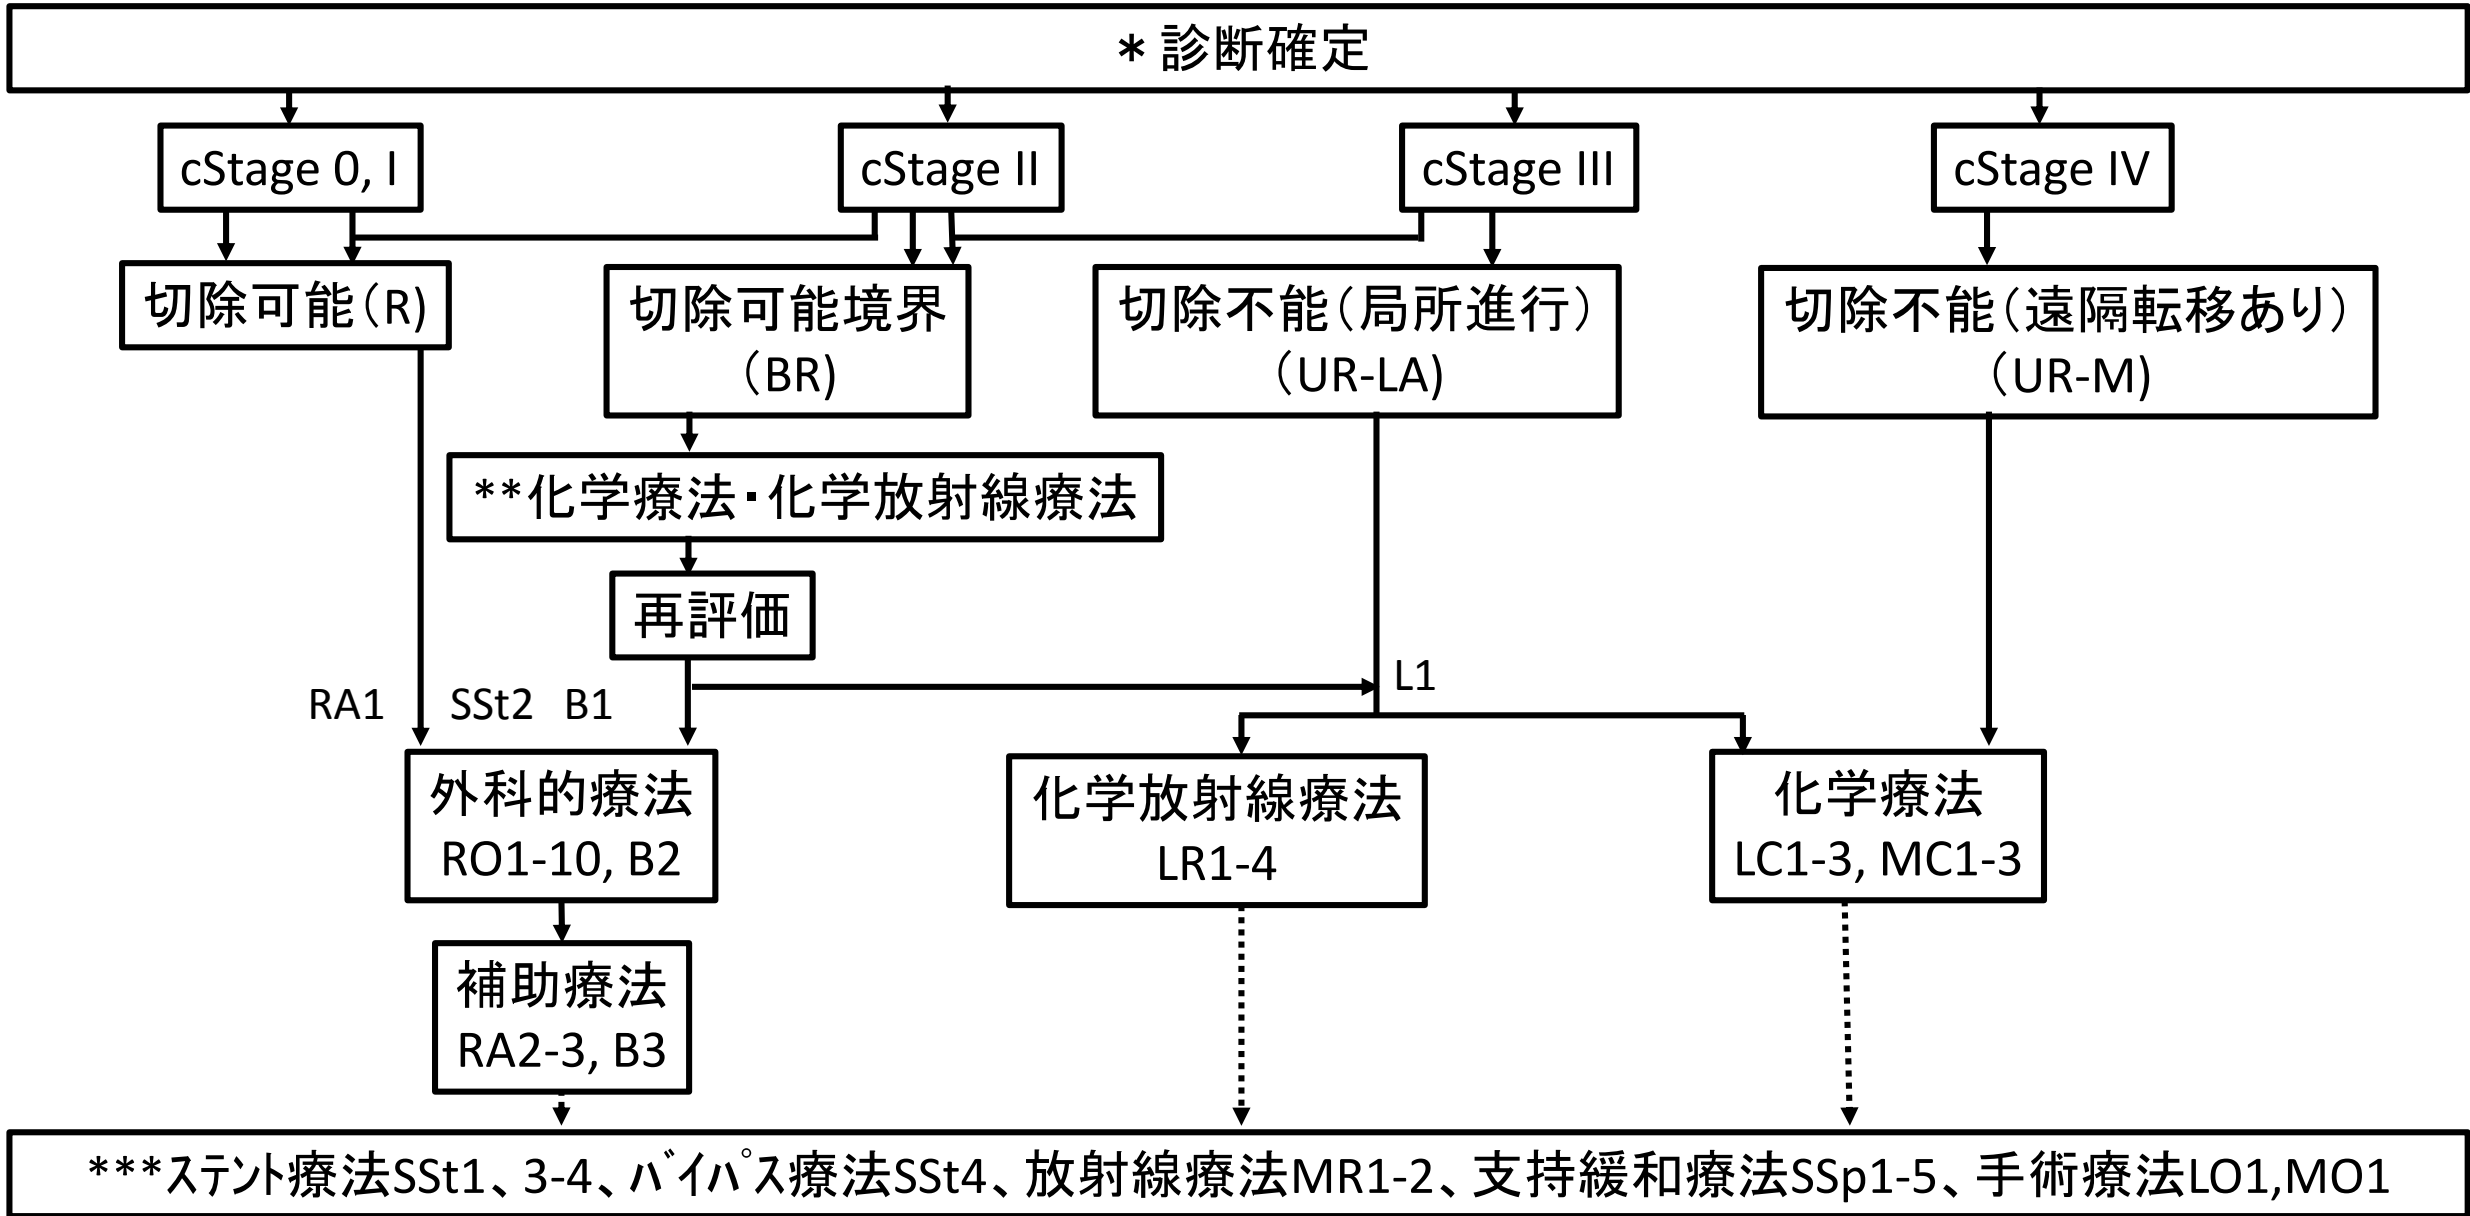 * 診断確定
cStage 0, I
cStage II
cStage III
cStage IV
切除可能(R)
切除可能境界
(BR)
切除不能(局所進行)
(UR-LA)
切除不能(遠隔転移あり)
(UR-M)
**化学療法・化学放射線療法
再評価
RA1
SSt2
B1
L1
外科的療法
RO1-10, B2
化学放射線療法
LR1-4
化学療法
LC1-3, MC1-3
補助療法
RA2-3, B3
***ステント療法SSt1、3-4、バイパス療法SSt4、放射線療法MR1-2、支持緩和療法SSp1-5、手術療法LO1,MO1